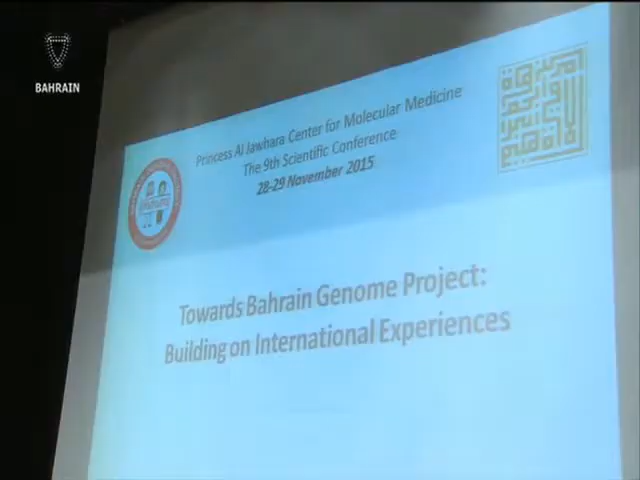 BAHRAIN
Princess Al Jawhara Center for Molecular Medicine
The 9th Scientific Conference
28-29 November 2015
Towards Bahrain Genome Project:
Building on International Experiences